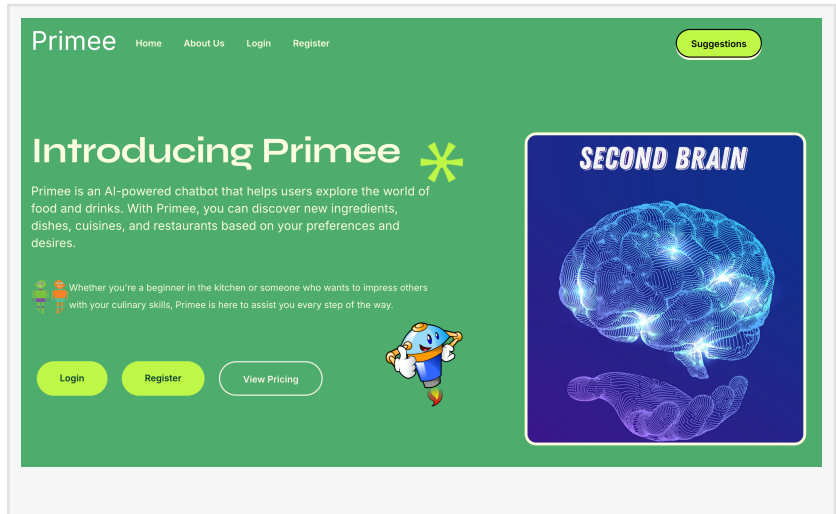 Primee
Home
About Us
Login
Register
Suggestions
Introducing Primee
Primee is an AI-powered chatbot that helps users explore the world of
food and drinks. With Primee, you can discover new ingredients,
dishes, cuisines, and restaurants based on your preferences and
desires.
Whether you're a beginner in the kitchen or someone who wants to impress others
with your culinary skills, Primee is here to assist you every step of the way.
Login
Register
View Pricing
SECOND BRAIN